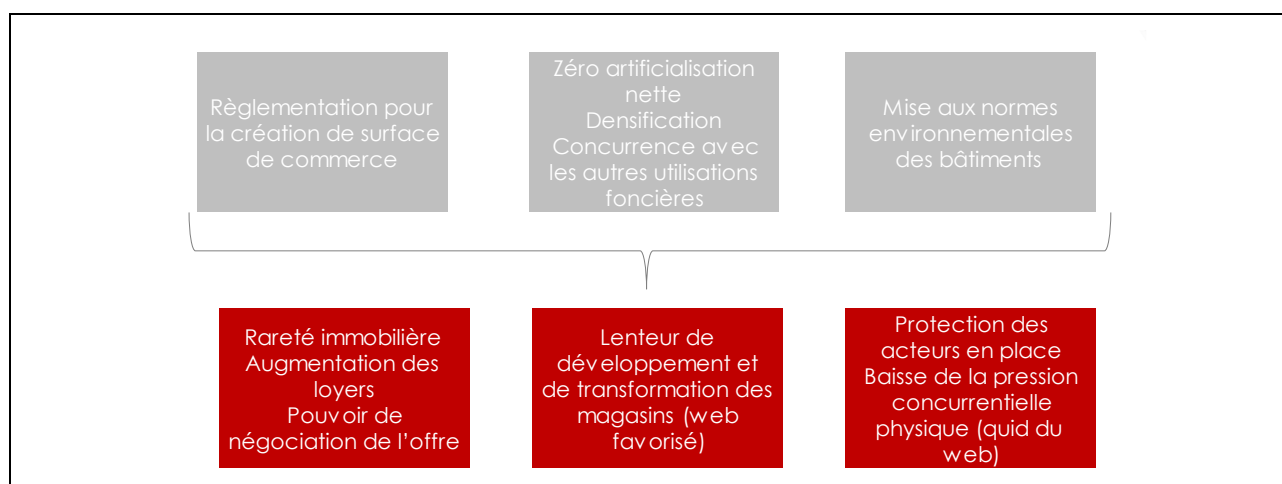 Règlementation pour
la création de surface
de commerce
Zéro artificialisation
nette
Densification
Concurrence avec
les autres utilisations
foncières
Mise aux normes
environnementales
des bâtiments
Rareté immobilière
Augmentation des
loyers
Pouvoir de
négociation de l’offre
Lenteur de
développement et
de transformation des
magasins (web
favorisé)
Protection des
acteurs en place
Baisse de la pression
concurrentielle
physique (quid du
web)